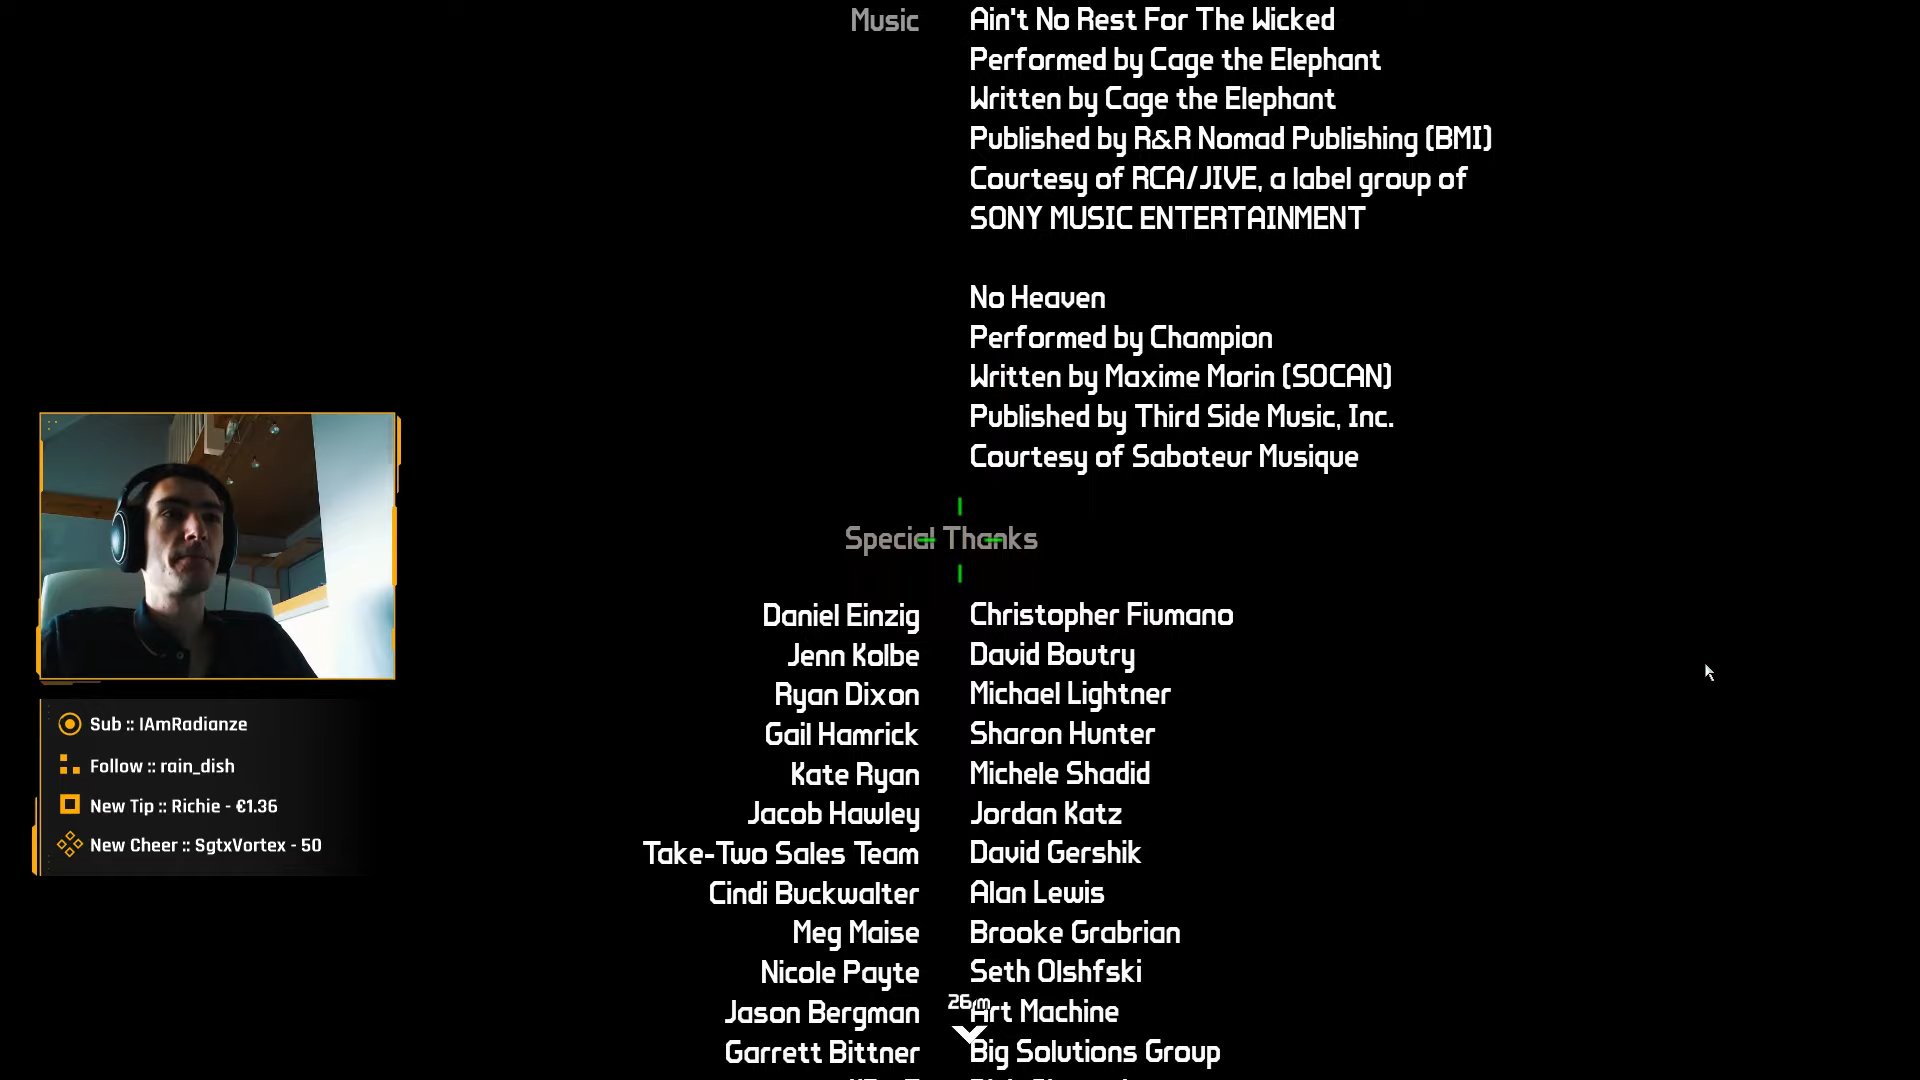 Music
Ain't No Rest For The Wicked
Performed by Cage the Elephant
Written by Cage the Elephant
Published by R&R Nomad Publishing (BMI)
Courtesy of RCA/JIVE, a label group of
SONY MUSIC ENTERTAINMENT
No Heaven
Performed by Champion
Written by Maxime Morin (SOCAN)
Published by Third Side Music, Inc.
Courtesy of Saboteur Musique
Special Thanks
Daniel Einzig Christopher Fiumano
Jenn Kolbe David Boutry
Ryan Dixon Michael Lightner
Gail Hamrick Sharon Hunter
Kate Ryan Michele Shadid
Jacob Hawley Jordan Katz
Take-Two Sales Team David Gershik
Cindi Buckwalter Alan Lewis
Meg Maise Brooke Grabrian
Nicole Payte Seth Olshfski
26m
Jason Bergman Art Machine
Garrett Bittner Big Solutions Group
Sub :: IAmRadianze
Follow :: rain_dish
New Tip :: Richie - €1.36
New Cheer :: SgtxVortex - 50